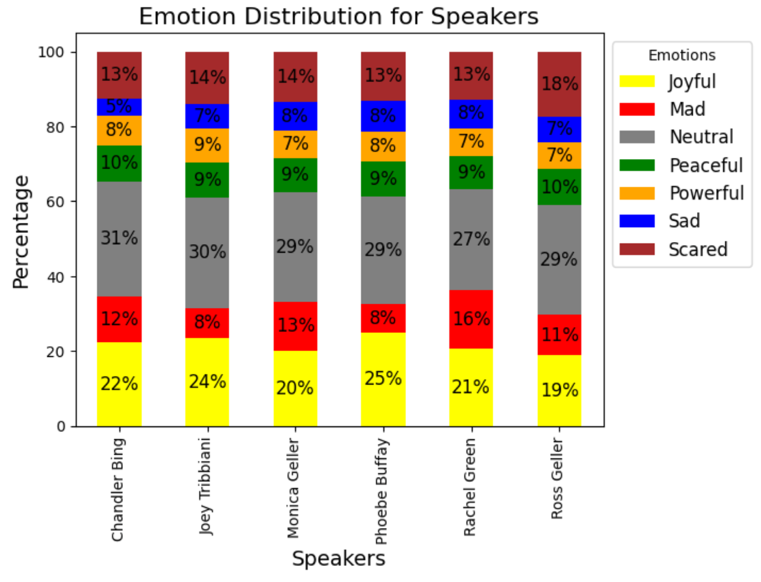 Emotion Distribution for Speakers
Percentage
100
80
60
40
20
0
13% 14% 14% 13% 13% 18%
5% 7% 8% 8% 8% 7%
8% 9% 7% 8% 7% 7%
10% 9% 9% 9% 9% 10%
31% 30% 29% 29% 27% 29%
12% 8% 13% 8% 16% 11%
22% 24% 20% 25% 21% 19%
Chandler Bing
Joey Tribbiani
Monica Geller
Phoebe Buffay
Rachel Green
Ross Geller
Speakers
Emotions
Joyful
Mad
Neutral
Peaceful
Powerful
Sad
Scared